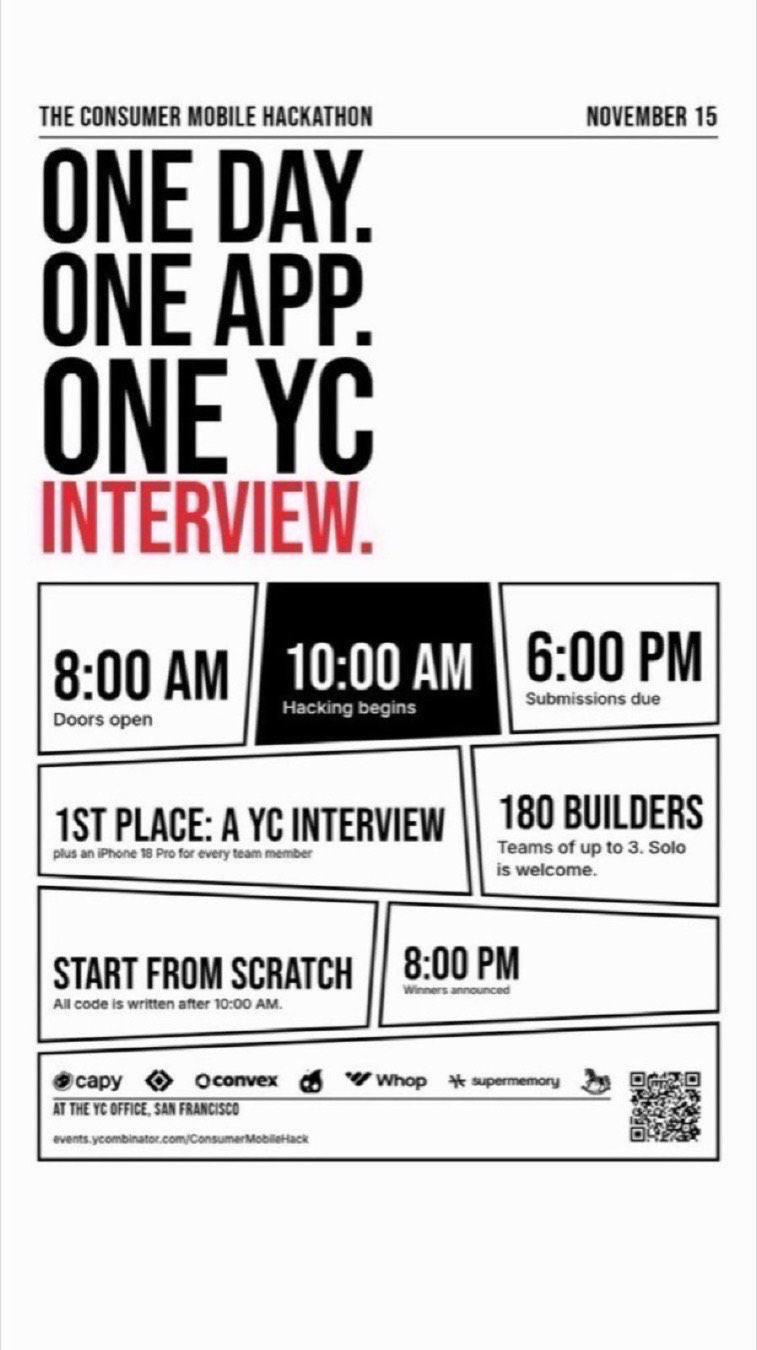 THE CONSUMER MOBILE HACKATHON
NOVEMBER 15
ONE DAY.
ONE APP.
ONE YC
INTERVIEW.
8:00 AM
Doors open
10:00 AM
Hacking begins
6:00 PM
Submissions due
1ST PLACE: A YC INTERVIEW
plus an iPhone 18 Pro for every team member
180 BUILDERS
Teams of up to 3. Solo
is welcome.
START FROM SCRATCH
All code is written after 10:00 AM.
8:00 PM
Winners announced
capy
convex
Whop
supermemory
AT THE YC OFFICE, SAN FRANCISCO
events.ycombinator.com/ConsumerMobileHack